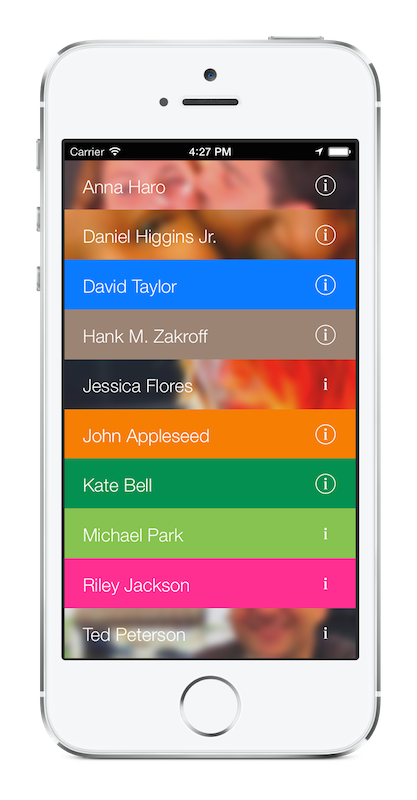 Carrier 4:27 PM
Anna Haro
Daniel Higgins Jr.
David Taylor
Hank M. Zakroff
Jessica Flores
John Appleseed
Kate Bell
Michael Park
Riley Jackson
Ted Peterson